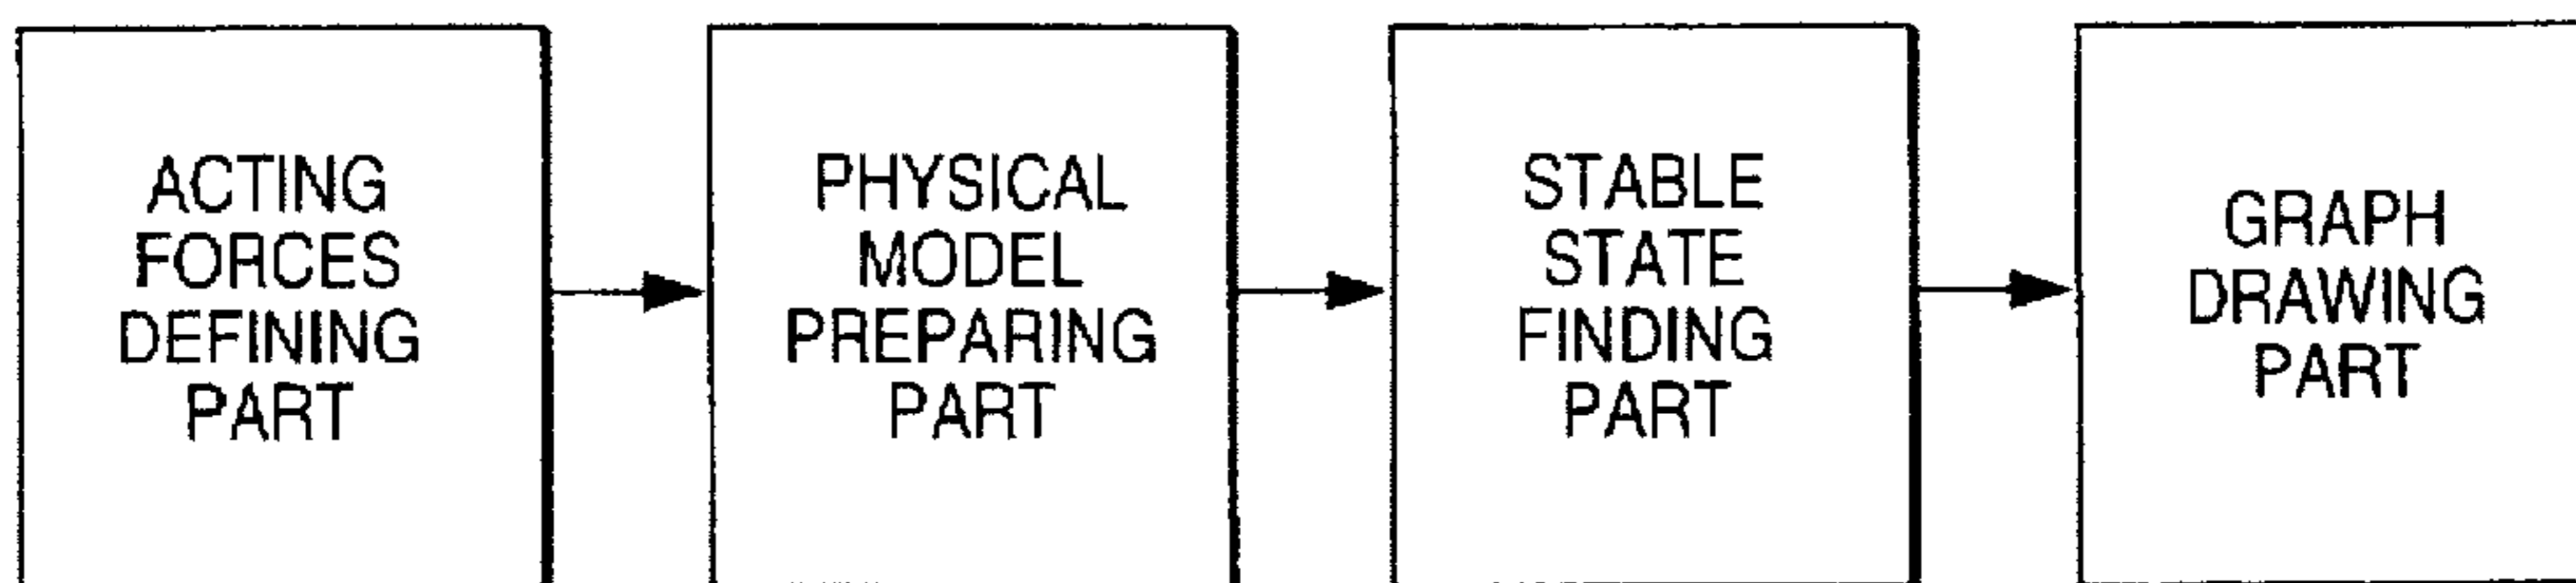 ACTING
FORCES
DEFINING
PART
PHYSICAL
MODEL
PREPARING
PART
STABLE
STATE
FINDING
PART
GRAPH
DRAWING
PART